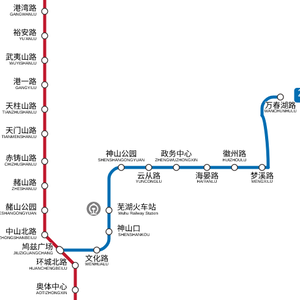 港湾路
GANGWANLU
裕安路
YU'ANLU
武夷山路
WUYISHANLU
港一路
GANGYILU
天柱山路
TIANZHUSHANLU
天门山路
TIANMENSHANLU
赤铸山路
CHIZHUSHANLU
赭山路
ZHESHANLU
赭山公园
ZHESHANGONGYUAN
中山北路
ZHONGSHANBEILU
鸠兹广场
JIUZIGUANGCHANG
环城北路
HUANCHENGBEILU
奥体中心
AOTIZHONGXIN
文化路
WENHUALU
神山口
SHENSHANKOU
芜湖火车站
Wuhu Railway Station
神山公园
SHENSHANGONGYUAN
云从路
YUNCONGLU
政务中心
ZHENGWUZHONGXIN
海晏路
HAIYANLU
徽州路
HUIZHOULU
梦溪路
MENGXILU
万春湖路
WANCHUNHULU